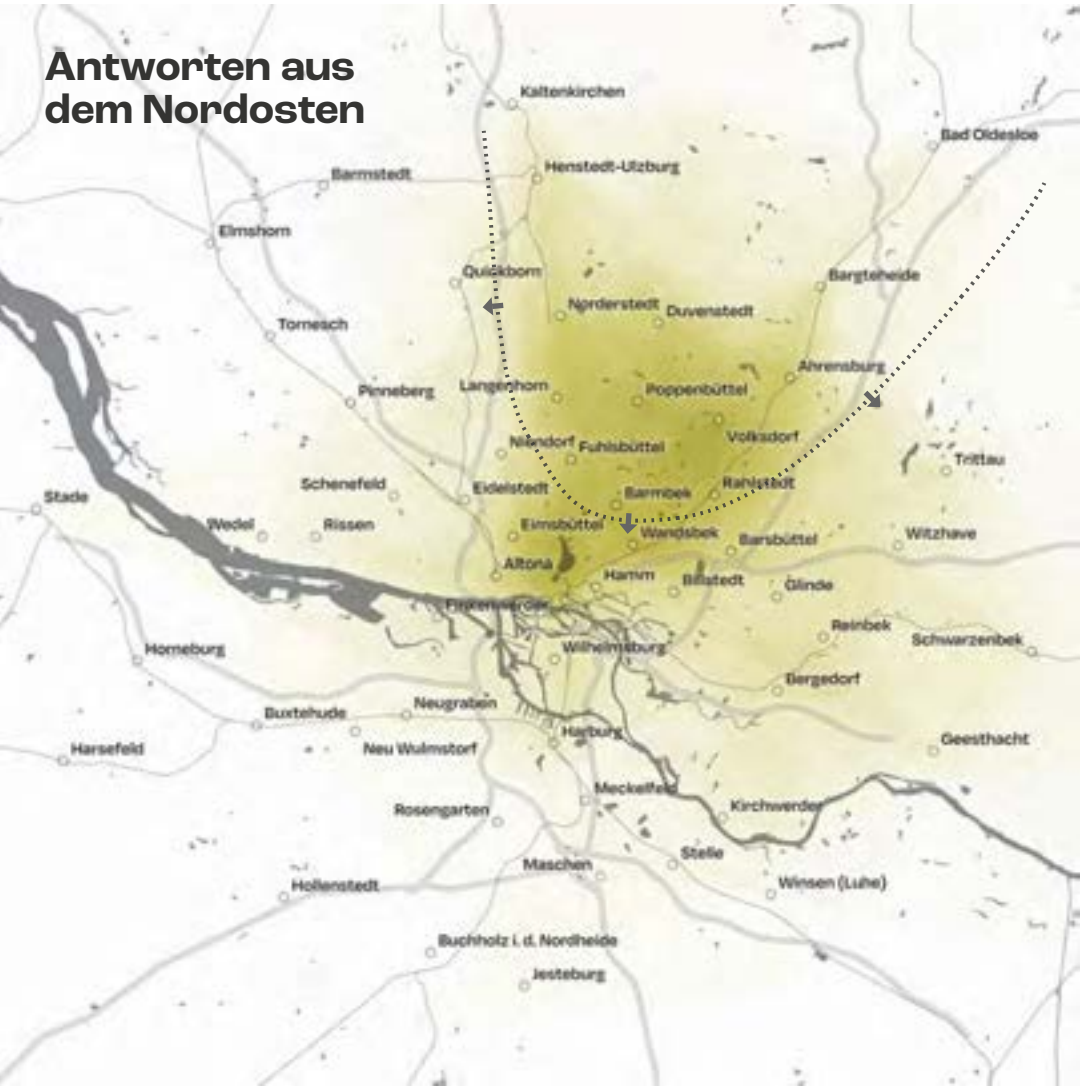 Antworten aus
dem Nordosten
Kaltenkirchen
Bad Oldesloe
Henstedt-Ulzburg
Barmstedt
Elmshorn
Quickborn
Bargteheide
Norderstedt
Duvenstedt
Tornesch
Ahrensburg
Pinneberg
Langenhorn
Poppenbüttel
Niendorf
Fuhlsbüttel
Volksdorf
Trittau
Schenefeld
Eidelstedt
Barmbek
Rahlstedt
Stade
Wedel
Rissen
Eimsbüttel
Wandsbek
Barsbüttel
Witzhave
Altona
Hamm
Billstedt
Glinde
Finkenwerder
Reinbek
Schwarzenbek
Horneburg
Wilhelmsburg
Bergedorf
Neugraben
Buxtehude
Harburg
Geesthacht
Harsefeld
Neu Wulmstorf
Meckelfeld
Rosengarten
Kirchwerder
Stelle
Maschen
Winsen (Luhe)
Hollenstedt
Buchholz i. d. Nordheide
Jesteburg